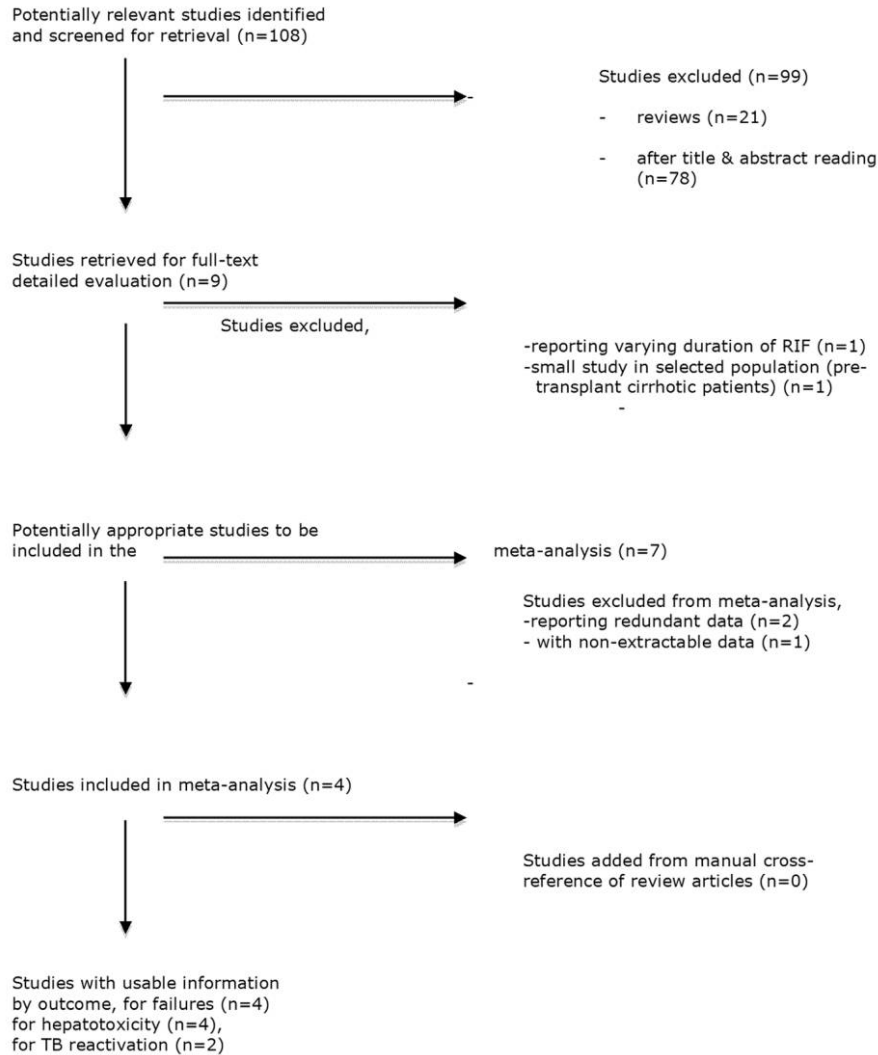 Potentially relevant studies identified
and screened for retrieval (n=108)
-
Studies excluded (n=99)
- reviews (n=21)
- after title & abstract reading
(n=78)
Studies retrieved for full-text
detailed evaluation (n=9)
Studies excluded,
-reporting varying duration of RIF (n=1)
-small study in selected population (pre-
transplant cirrhotic patients) (n=1)
-
Potentially appropriate studies to be
included in the
meta-analysis (n=7)
Studies excluded from meta-analysis,
-reporting redundant data (n=2)
- with non-extractable data (n=1)
-
Studies included in meta-analysis (n=4)
Studies added from manual cross-
reference of review articles (n=0)
Studies with usable information
by outcome, for failures (n=4)
for hepatotoxicity (n=4),
for TB reactivation (n=2)